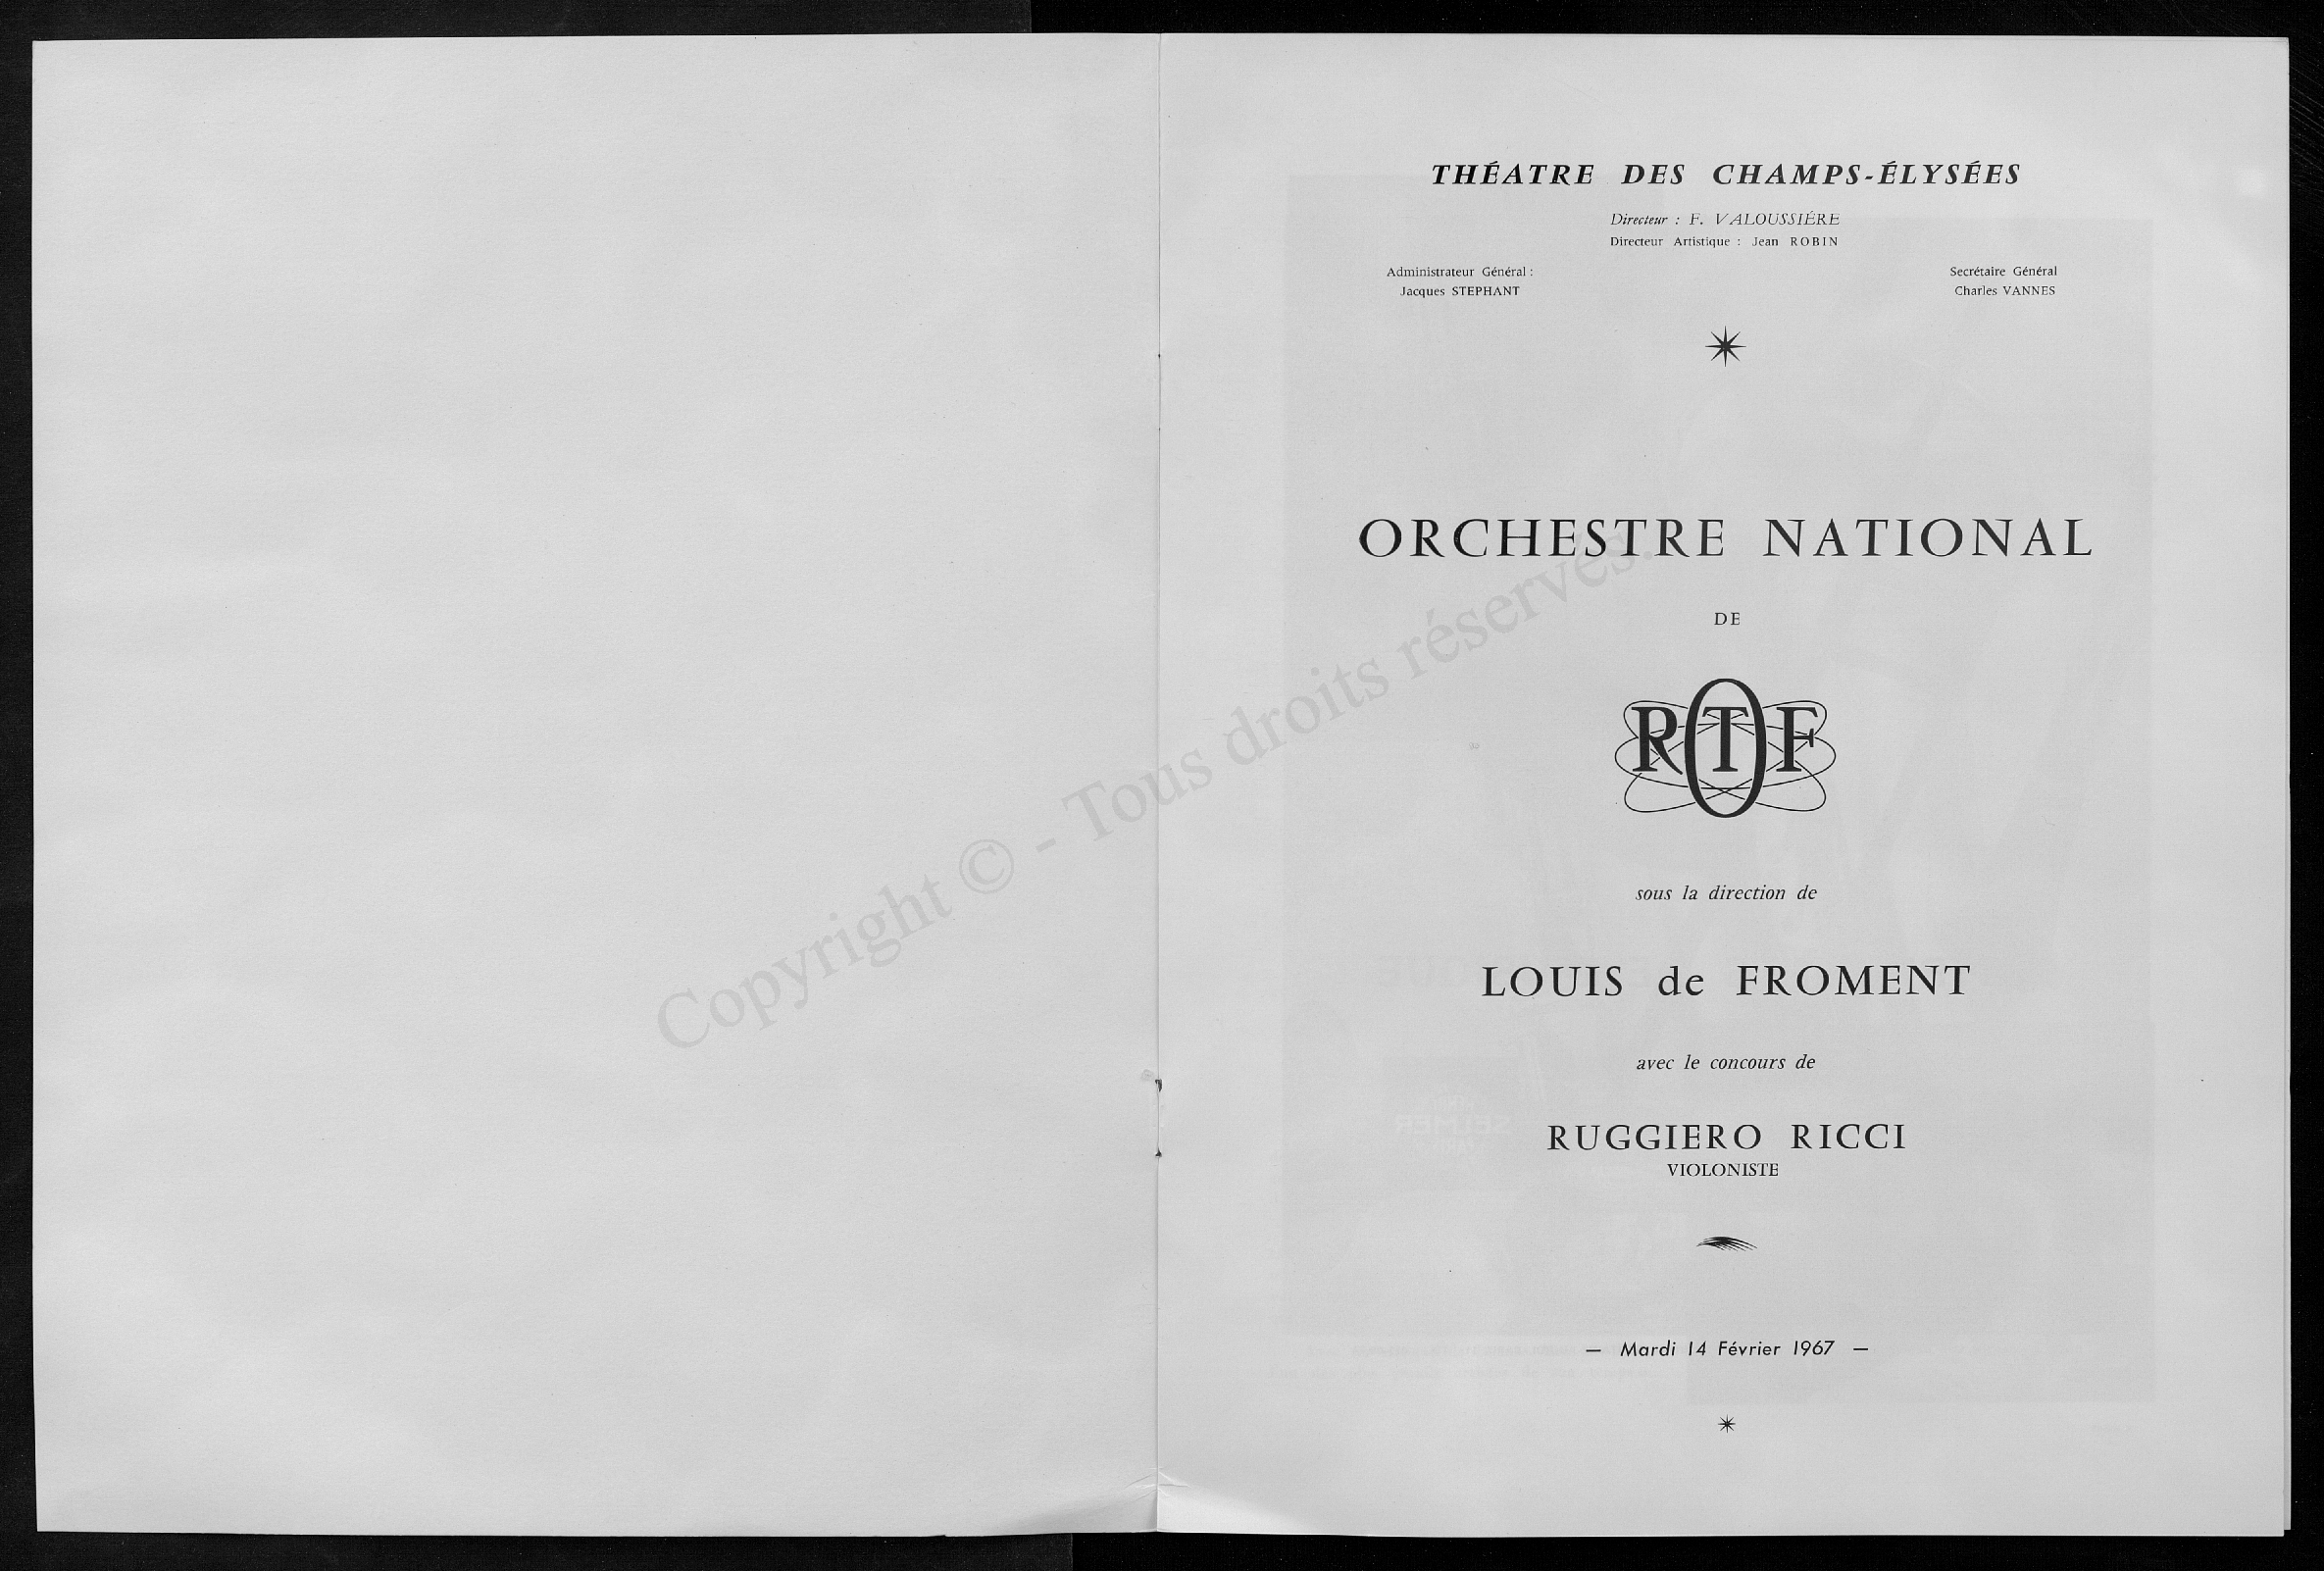 THÉATRE DES CHAMPS-ÉLYSÉES
Directeur : F. VALOUSSIÉRE
Directeur Artistique : Jean ROBIN
Administrateur Général :
Jacques STEPHANT
Secrétaire Général
Charles VANNES
ORCHESTRE NATIONAL
DE
ORTF
sous la direction de
LOUIS de FROMENT
avec le concours de
RUGGIERO RICCI
VIOLONISTE
— Mardi 14 Février 1967 —
Copyright © - Tous droits réservés.